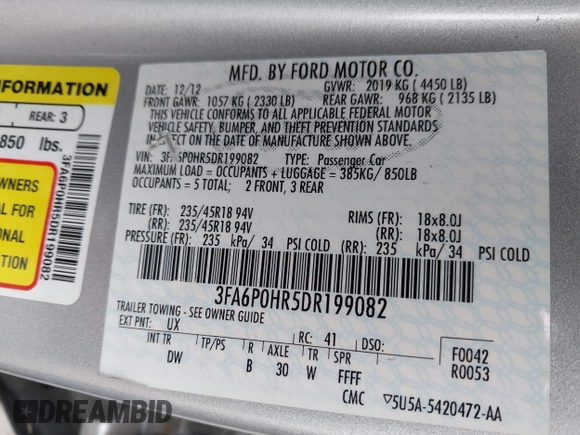 MFD. BY FORD MOTOR CO.
DATE: 12/12 GVWR: 2019 KG (4450 LB)
FRONT GAWR: 1057 KG (2330 LB) REAR GAWR: 968 KG (2135 LB)
THIS VEHICLE CONFORMS TO ALL APPLICABLE FEDERAL MOTOR
VEHICLE SAFETY, BUMPER, AND THEFT PREVENTION STANDARDS
IN EFFECT ON THE DATE OF MANUFACTURE SHOWN ABOVE.
VIN: 3F 6P0HR5DR199082 TYPE: Passenger Car
MAXIMUM LOAD = OCCUPANTS + LUGGAGE = 385KG/ 850LB
OCCUPANTS = 5 TOTAL; 2 FRONT, 3 REAR
TIRE (FR): 235/45R18 94V RIMS (FR): 18x8.0J
(RR): 235/45R18 94V (RR): 18x8.0J
PRESSURE (FR): 235 kPa/ 34 PSI COLD (RR): 235 kPa/ 34 PSI COLD
3FA6P0HR5DR199082
TRAILER TOWING - SEE OWNER GUIDE
EXT PNT: UX RC: 41 DSO:
INT TR TP/PS R AXLE TR SPR
DW B 30 W FFFF
F0042
R0053
CMC ▽5U5A-5420472-AA
INFORMATION
REAR: 3
850 lbs.
WNERS
AL FOR
ONAL
ON
3FA6P0HR5DR199082
DREAMBID